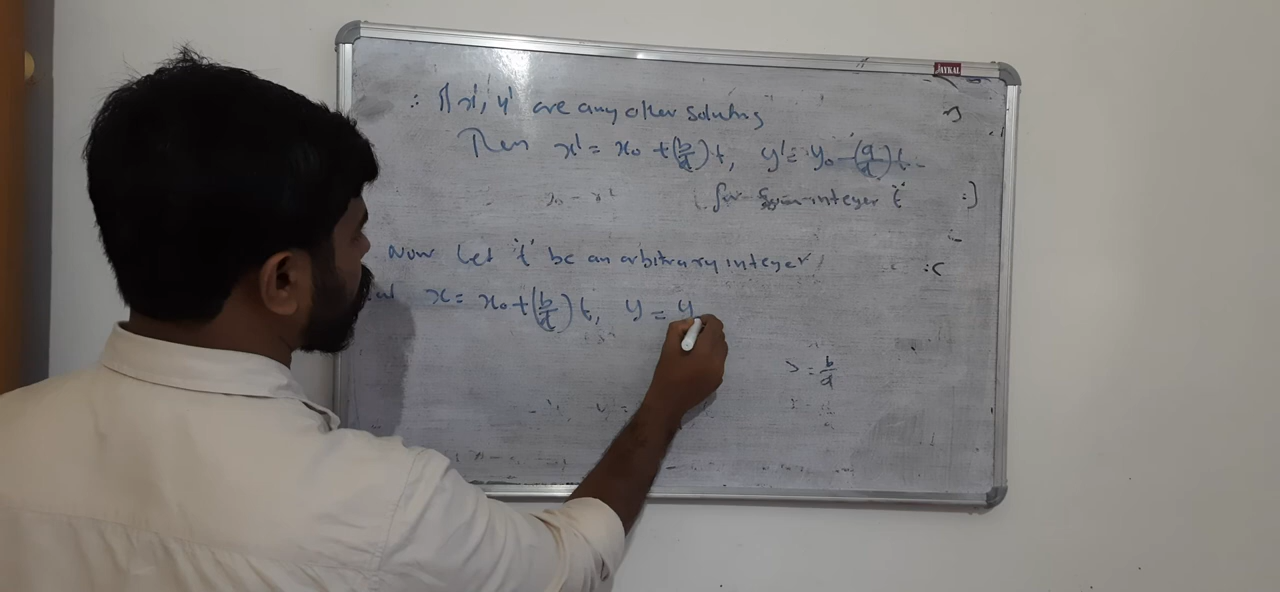 JAYKAL
∴ If x', y' are any other solutions
Then x' = x₀ + (b/d)t, y' = y₀ - (a/d)t.
x₀ - x'
for some integer t
Now let 't' be an arbitrary integer
x = x₀ + (b/d)t, y = y
s = b/d